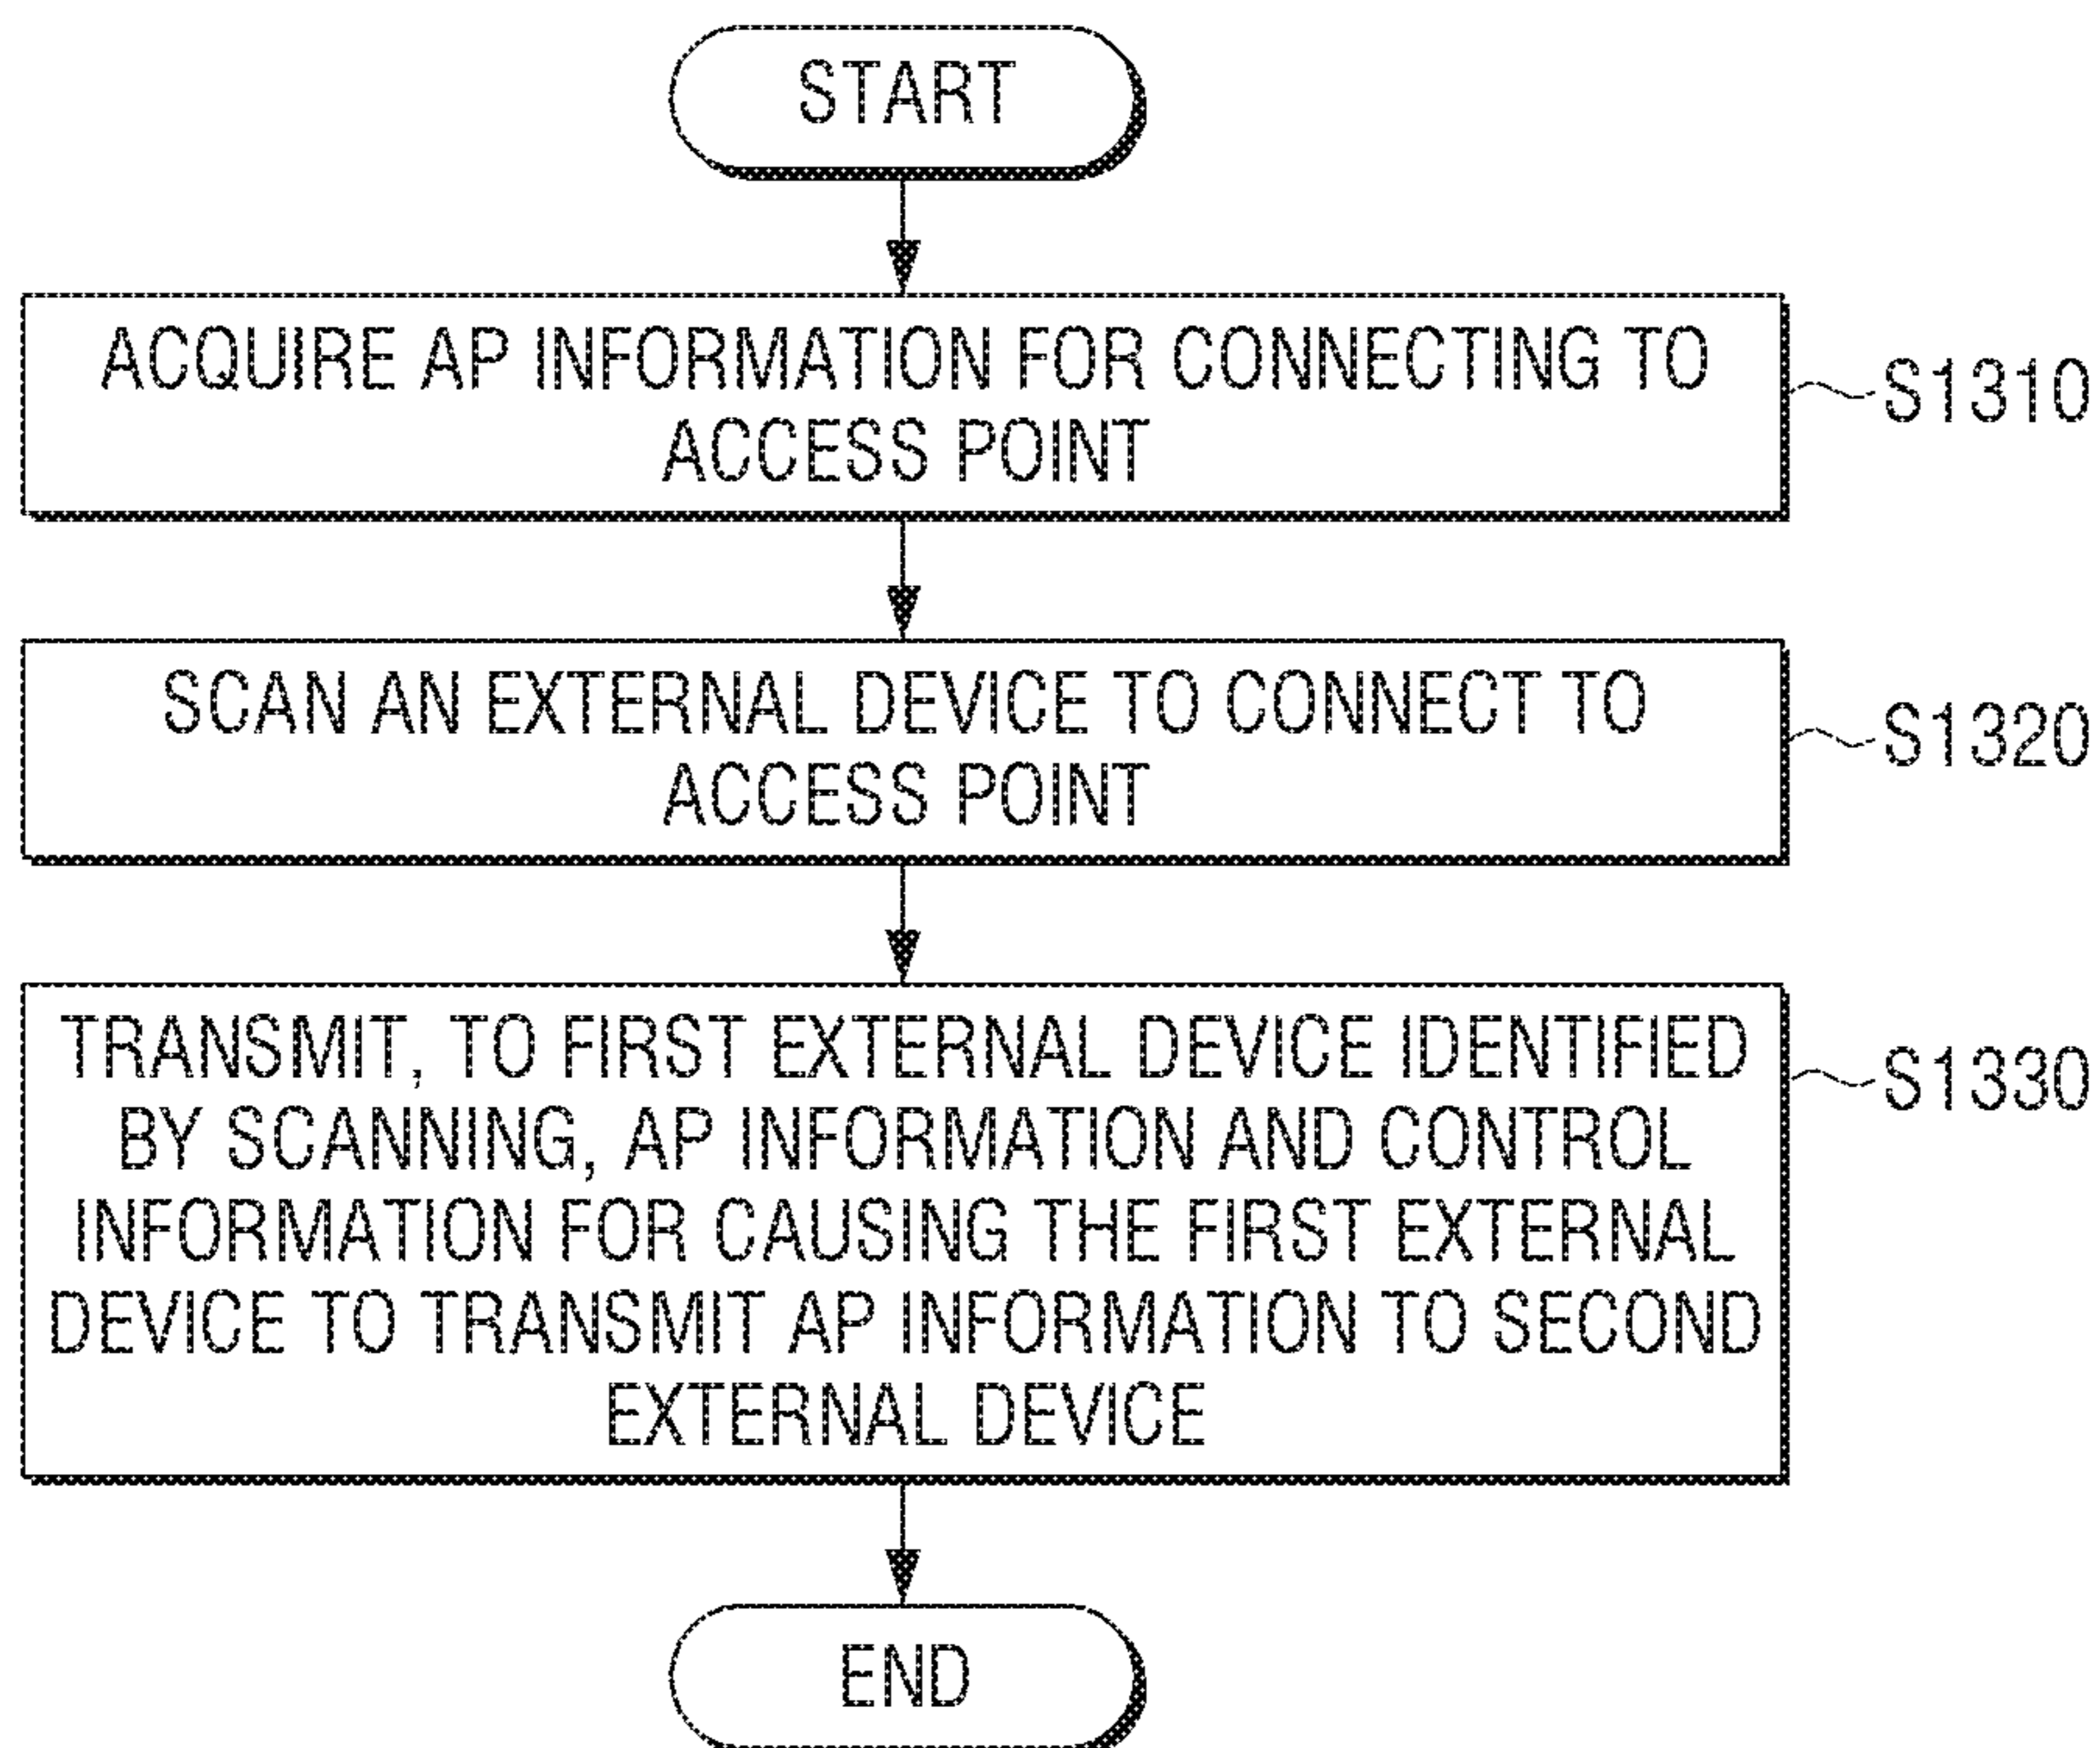 START
ACQUIRE AP INFORMATION FOR CONNECTING TO
ACCESS POINT
S1310
SCAN AN EXTERNAL DEVICE TO CONNECT TO
ACCESS POINT
S1320
TRANSMIT, TO FIRST EXTERNAL DEVICE IDENTIFIED
BY SCANNING, AP INFORMATION AND CONTROL
INFORMATION FOR CAUSING THE FIRST EXTERNAL
DEVICE TO TRANSMIT AP INFORMATION TO SECOND
EXTERNAL DEVICE
S1330
END